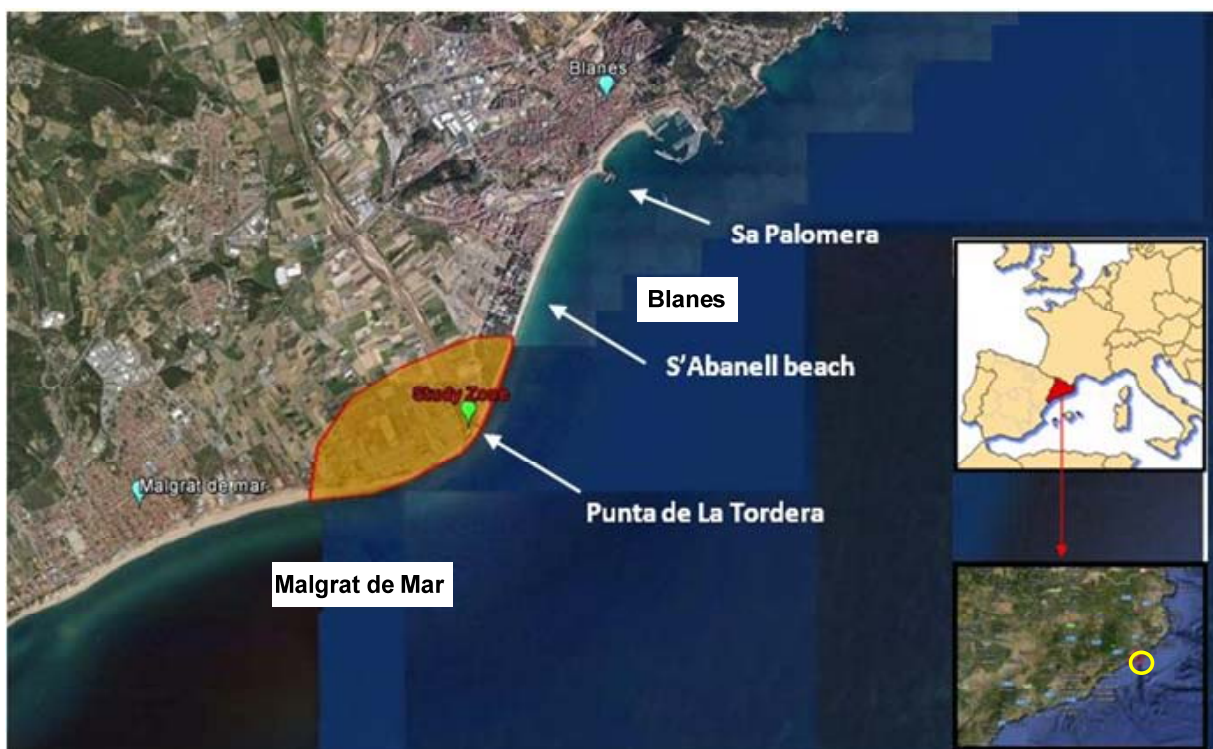 Blanes
Sa Palomera
Blanes
S'Abanell beach
Study Zone
Malgrat de mar
Punta de La Tordera
Malgrat de Mar